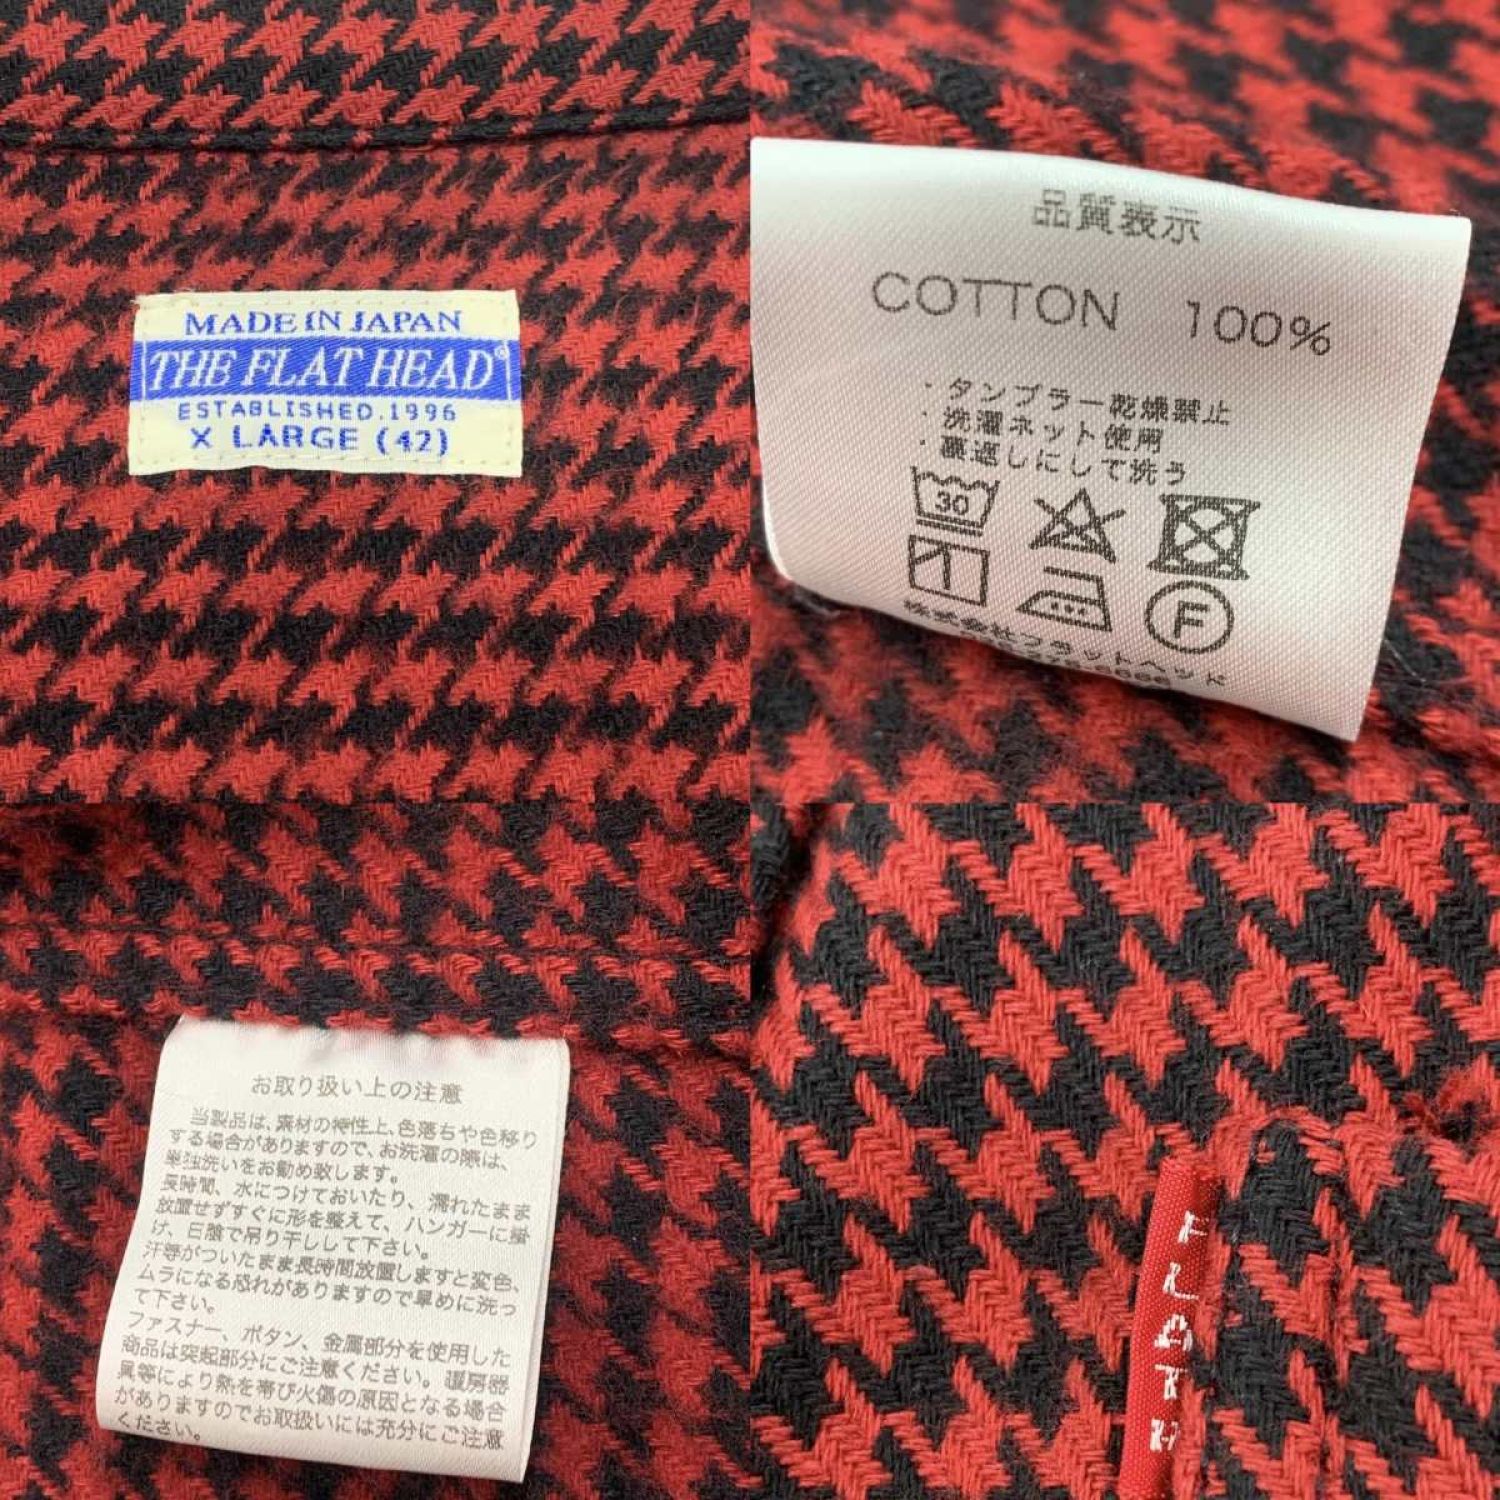 MADE IN JAPAN
THE FLAT HEAD®
ESTABLISHED.1996
X LARGE (42)
品質表示
COTTON 100%
・タンブラー乾燥禁止
・洗濯ネット使用
・裏返しにして洗う
30
F
株式会社フラットヘッズ
お取り扱い上の注意
当製品は、素材の特性上、色落ちや色移り
する場合がありますので、お洗濯の際は、
単独洗いをお勧め致します。
長時間、水につけておいたり、濡れたまま
放置せずすぐに形を整えて、ハンガーに掛
け、日陰で吊り干しして下さい。
汗等がついたまま長時間放置しますと変色、
ムラになる恐れがありますので早めに洗っ
て下さい。
ファスナー、ボタン、金属部分を使用した
商品は突起部分にご注意ください。暖房器
具等により熱を帯び火傷の原因となる場合
がありますのでお取扱いには充分にご注意
ください。